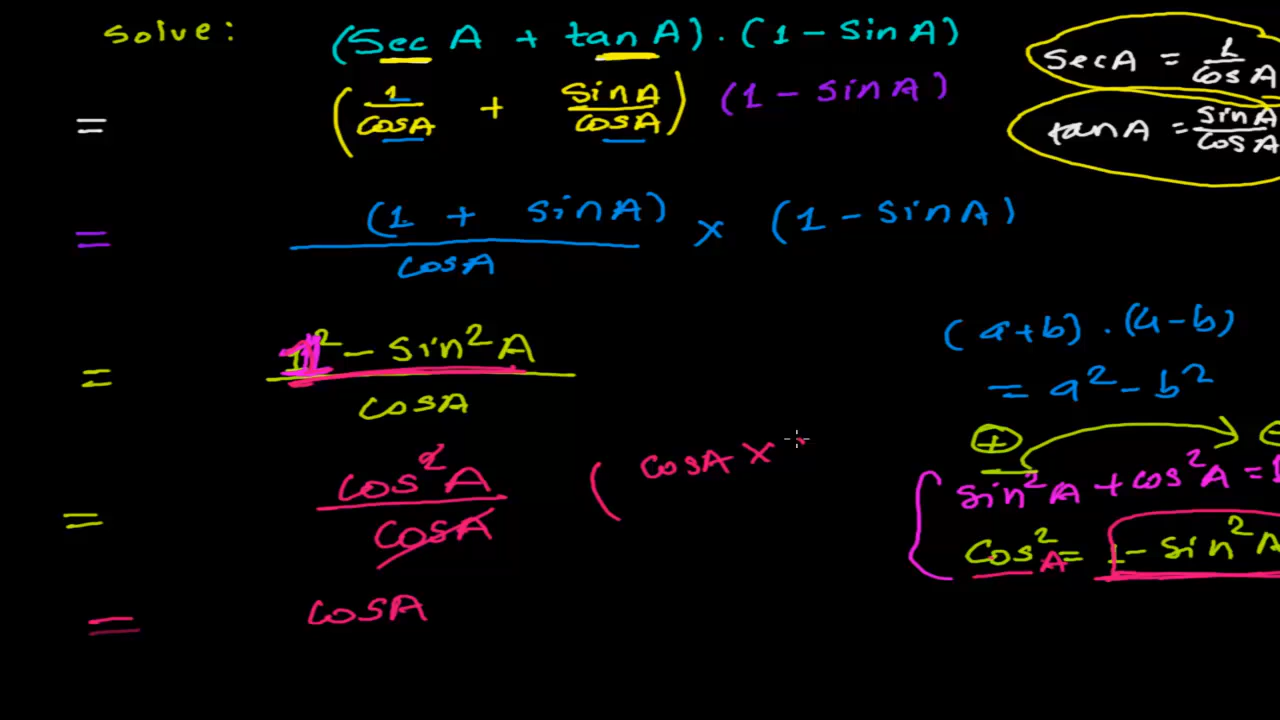 Solve: (Sec A + tan A) . (1 - Sin A)
= (1/CosA + SinA/CosA) (1 - SinA)
SecA = 1/CosA
tanA = SinA/CosA
= (1 + SinA)/CosA × (1 - SinA)
= 1² - Sin²A / CosA
(a+b) . (a-b)
= a² - b²
= Cos²A / CosA (CosA ×
Sin²A + Cos²A =
Cos²A = 1 - Sin²A
= CosA